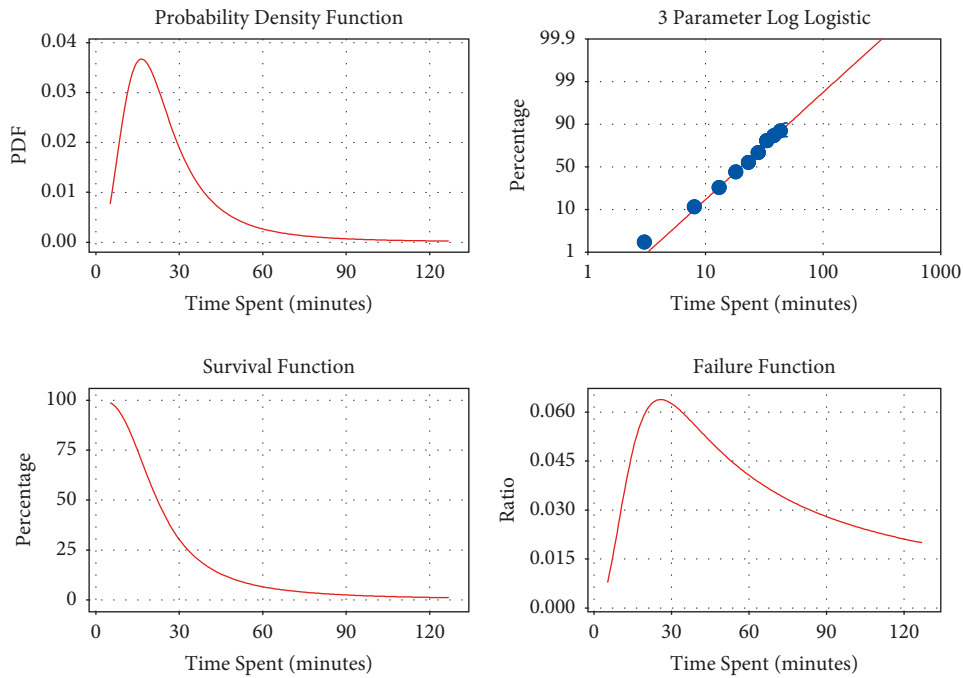 Probability Density Function
0.04
0.03
0.02
0.01
0.00
PDF
0 30 60 90 120
Time Spent (minutes)
3 Parameter Log Logistic
99.9
99
90
50
10
1
Percentage
1 10 100 1000
Time Spent (minutes)
Survival Function
100
75
50
25
0
Percentage
0 30 60 90 120
Time Spent (minutes)
Failure Function
0.060
0.045
0.030
0.015
0.000
Ratio
0 30 60 90 120
Time Spent (minutes)